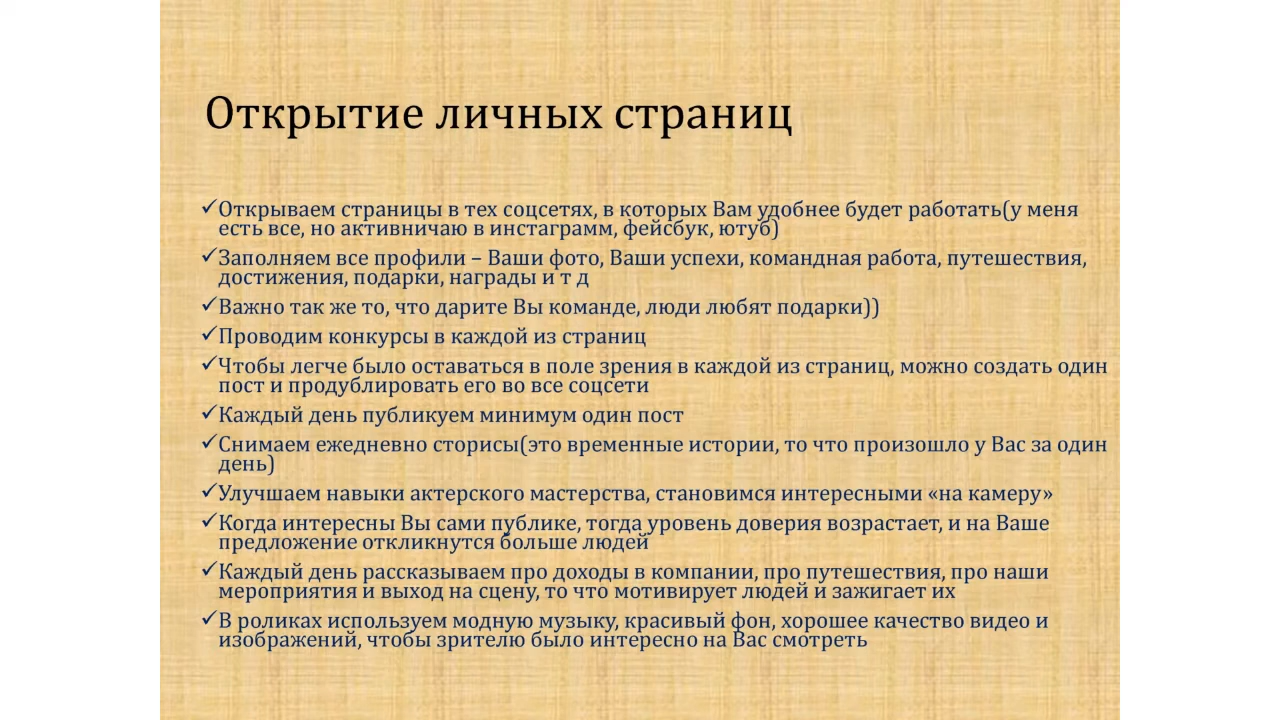 Открытие личных страниц
✓Открываем страницы в тех соцсетях, в которых Вам удобнее будет работать(у меня
есть все, но активничаю в инстаграмм, фейсбук, ютуб)
✓Заполняем все профили – Ваши фото, Ваши успехи, командная работа, путешествия,
достижения, подарки, награды и т д
✓Важно так же то, что дарите Вы команде, люди любят подарки))
✓Проводим конкурсы в каждой из страниц
✓Чтобы легче было оставаться в поле зрения в каждой из страниц, можно создать один
пост и продублировать его во все соцсети
✓Каждый день публикуем минимум один пост
✓Снимаем ежедневно сторисы(это временные истории, то что произошло у Вас за один
день)
✓Улучшаем навыки актерского мастерства, становимся интересными «на камеру»
✓Когда интересны Вы сами публике, тогда уровень доверия возрастает, и на Ваше
предложение откликнутся больше людей
✓Каждый день рассказываем про доходы в компании, про путешествия, про наши
мероприятия и выход на сцену, то что мотивирует людей и зажигает их
✓В роликах используем модную музыку, красивый фон, хорошее качество видео и
изображений, чтобы зрителю было интересно на Вас смотреть